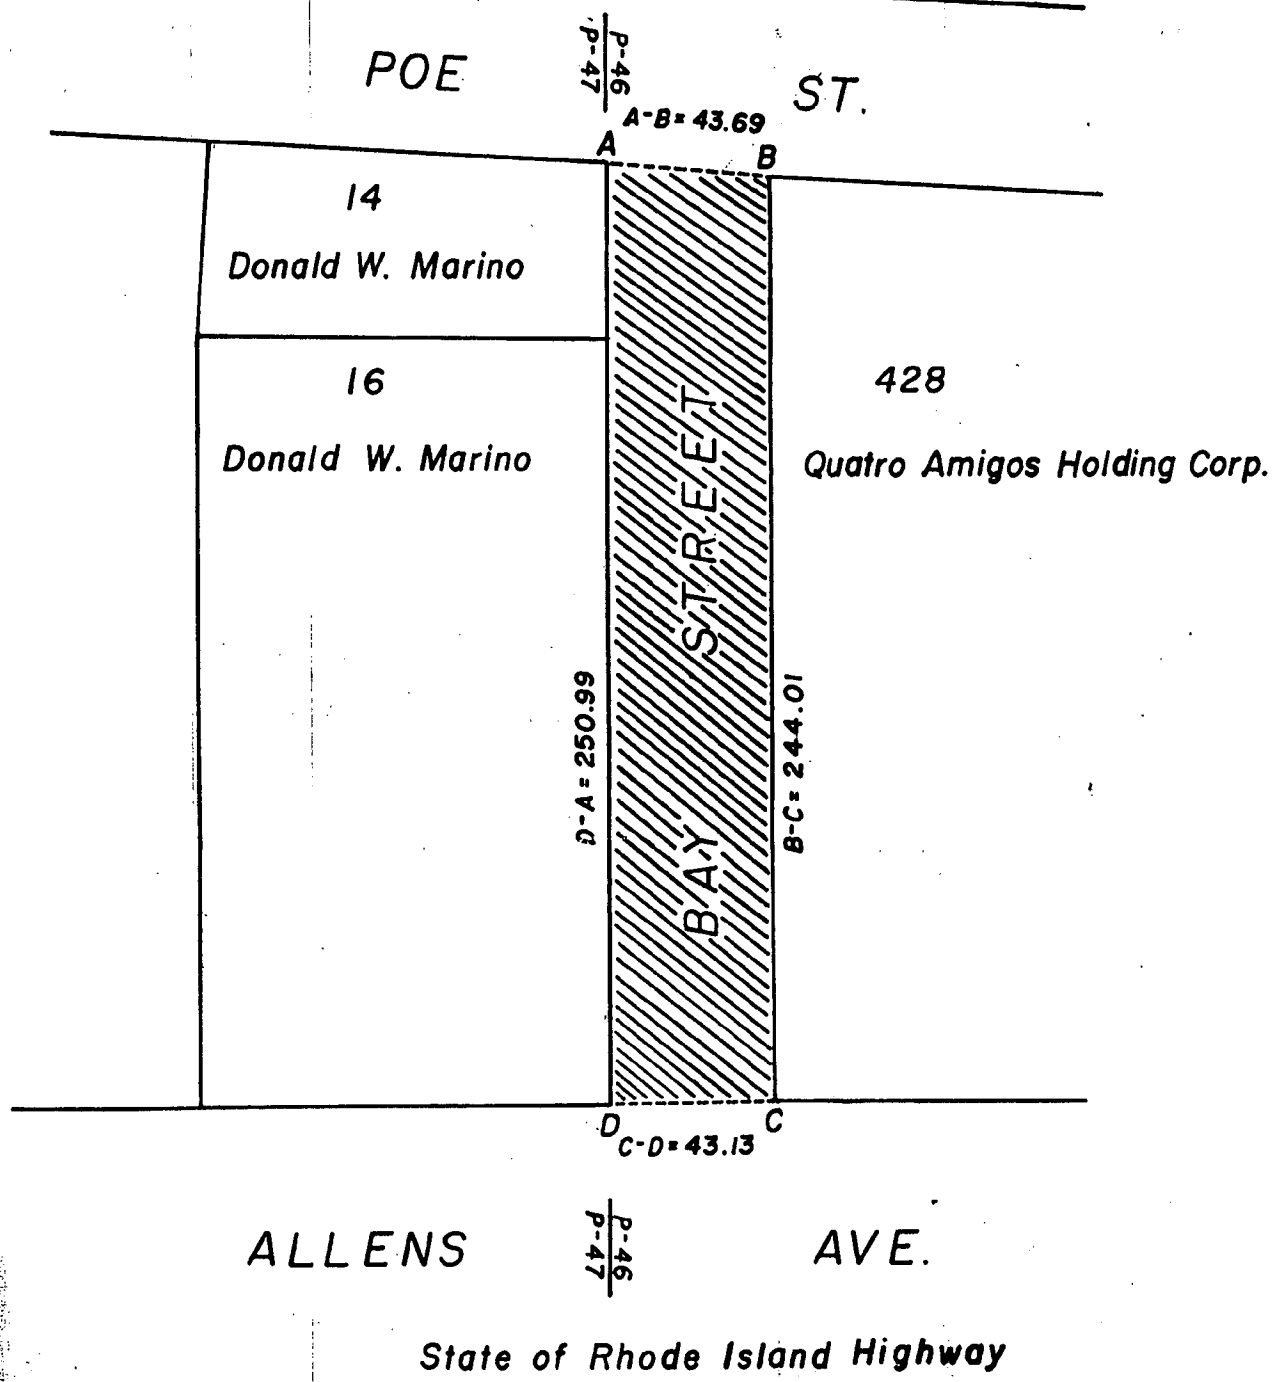 P-46
P-47
POE ST.
A-B = 43.69
A B
14
Donald W. Marino
16
Donald W. Marino
428
Quatro Amigos Holding Corp.
BAY STREET
D-A = 250.99
B-C = 244.01
D C
C-D = 43.13
P-46
P-47
ALLENS AVE.
State of Rhode Island Highway